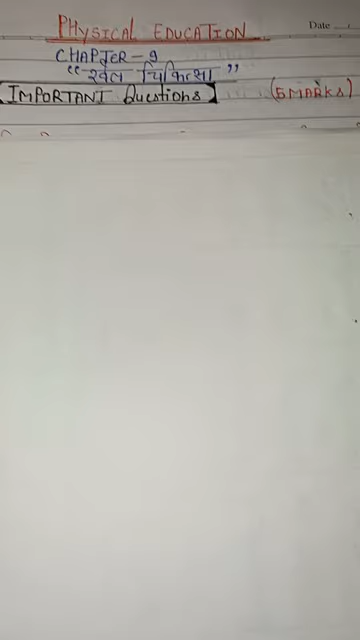 PHYSICAL EDUCATION
Date
CHAPTER - 9
“खेल चिकित्सा”
IMPORTANT Questions (5 MARKS)